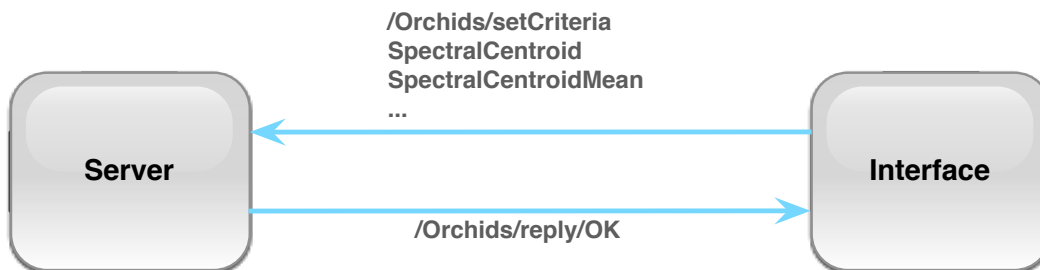 /Orchids/setCriteria
SpectralCentroid
SpectralCentroidMean
...
Server
Interface
/Orchids/reply/OK